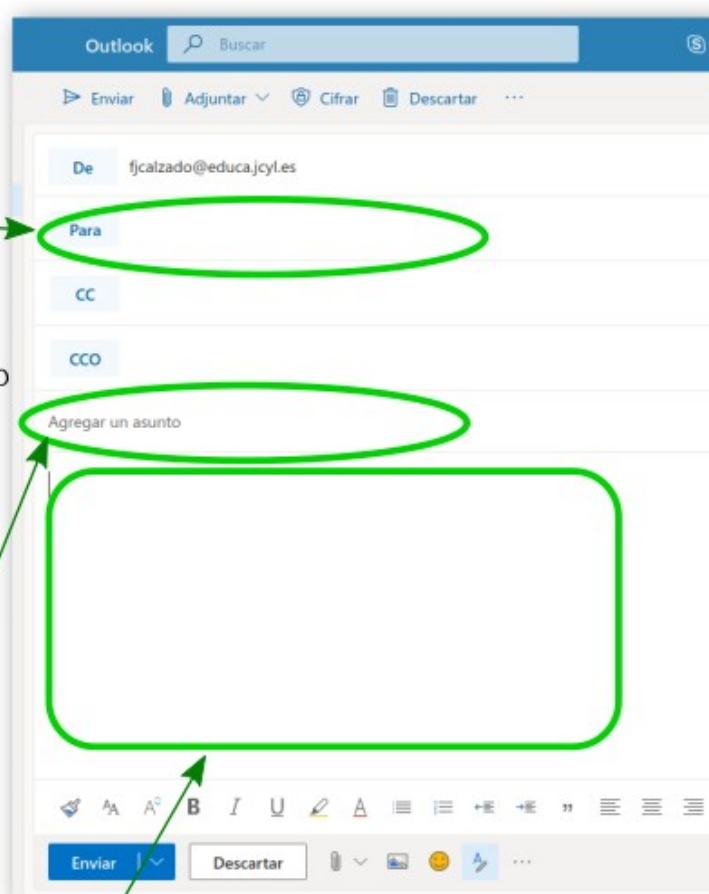 Outlook Buscar
Enviar Adjuntar Cifrar Descartar ...
De fjcalzado@educa.jcyl.es
Para
CC
CCO
Agregar un asunto
B I U A
Enviar Descartar ...